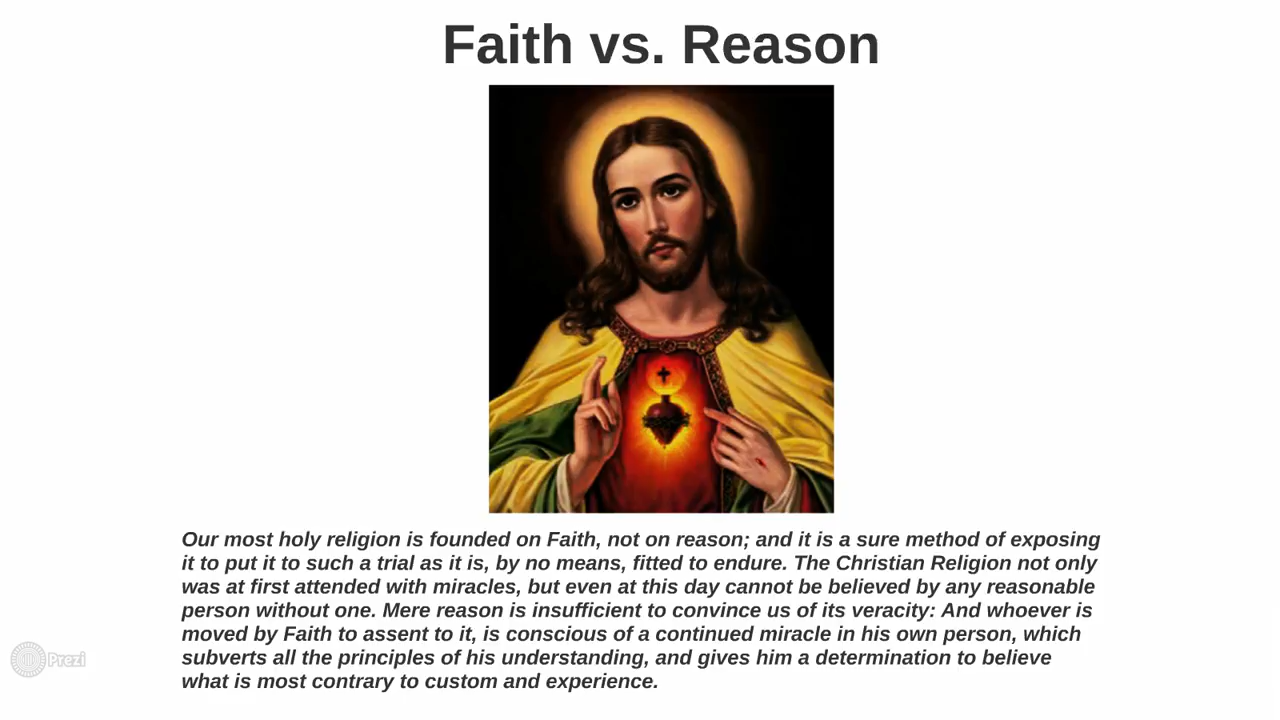 Faith vs. Reason
Our most holy religion is founded on Faith, not on reason; and it is a sure method of exposing
it to put it to such a trial as it is, by no means, fitted to endure. The Christian Religion not only
was at first attended with miracles, but even at this day cannot be believed by any reasonable
person without one. Mere reason is insufficient to convince us of its veracity: And whoever is
moved by Faith to assent to it, is conscious of a continued miracle in his own person, which
subverts all the principles of his understanding, and gives him a determination to believe
what is most contrary to custom and experience.
Prezi